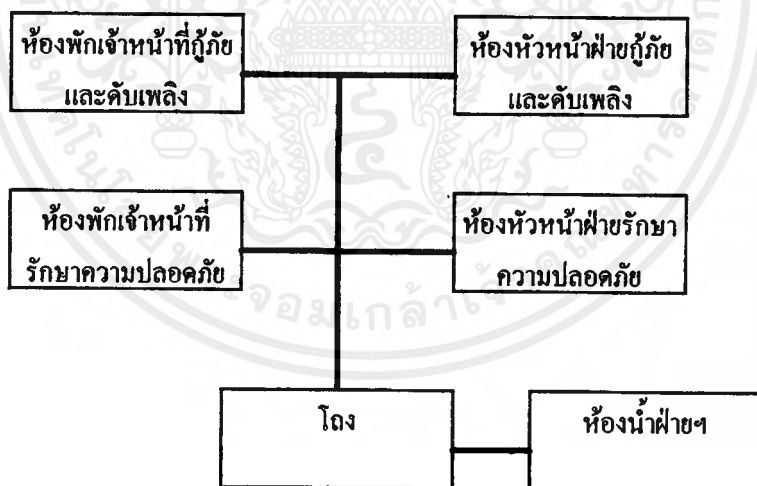 ห้องพักเจ้าหน้าที่กู้ภัย
และดับเพลิง
ห้องหัวหน้าฝ่ายกู้ภัย
และดับเพลิง
ห้องพักเจ้าหน้าที่
รักษาความปลอดภัย
ห้องหัวหน้าฝ่ายรักษา
ความปลอดภัย
โถง
ห้องน้ำฝ่ายฯ